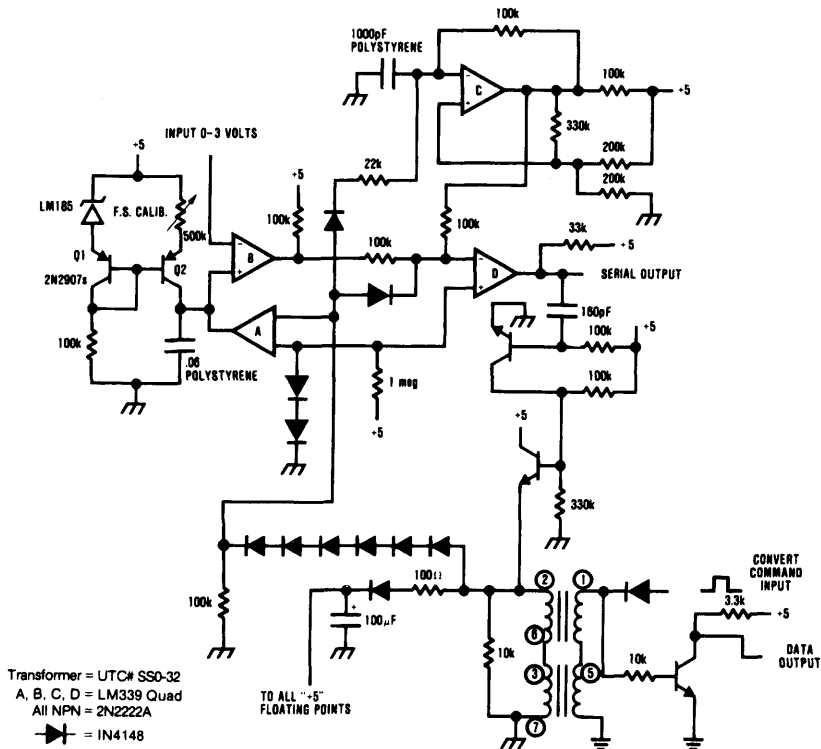 1000pF
POLYSTYRENE
100k
C
-
+
100k
+5
330k
200k
200k
INPUT 0-3 VOLTS
+5
LM185
F.S. CALIB.
500k
Q1
Q2
2N2907s
100k
.06
POLYSTYRENE
+5
100k
22k
B
-
+
100k
100k
D
-
+
A
-
+
33k
+5
SERIAL OUTPUT
160pF
100k
+5
100k
1 meg
+5
+5
330k
100k
100Ω
+
100µF
10k
2
1
6
3
5
7
CONVERT
COMMAND
INPUT
3.3k
+5
DATA
OUTPUT
10k
TO ALL "+5"
FLOATING POINTS
Transformer = UTC# SS0-32
A, B, C, D = LM339 Quad
All NPN = 2N2222A
= IN4148